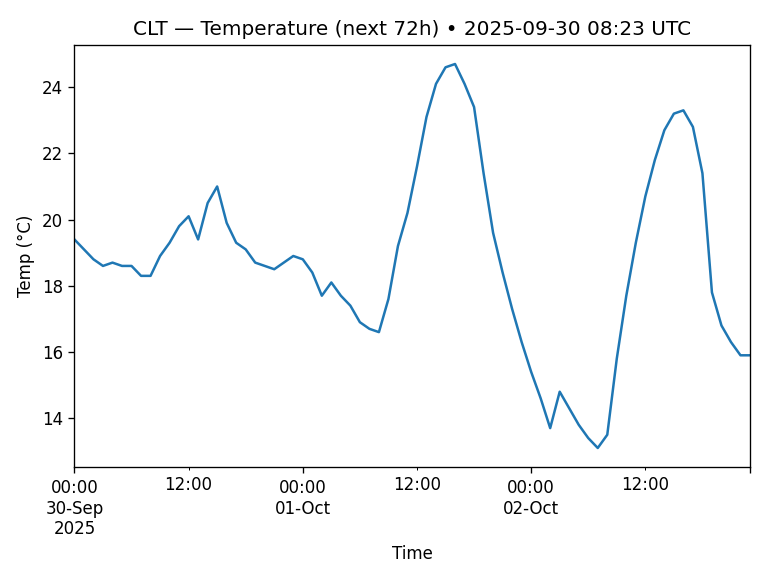 CLT — Temperature (next 72h) • 2025-09-30 08:23 UTC
Temp (°C)
24
22
20
18
16
14
00:00 12:00 00:00 12:00 00:00 12:00
30-Sep 01-Oct 02-Oct
2025
Time